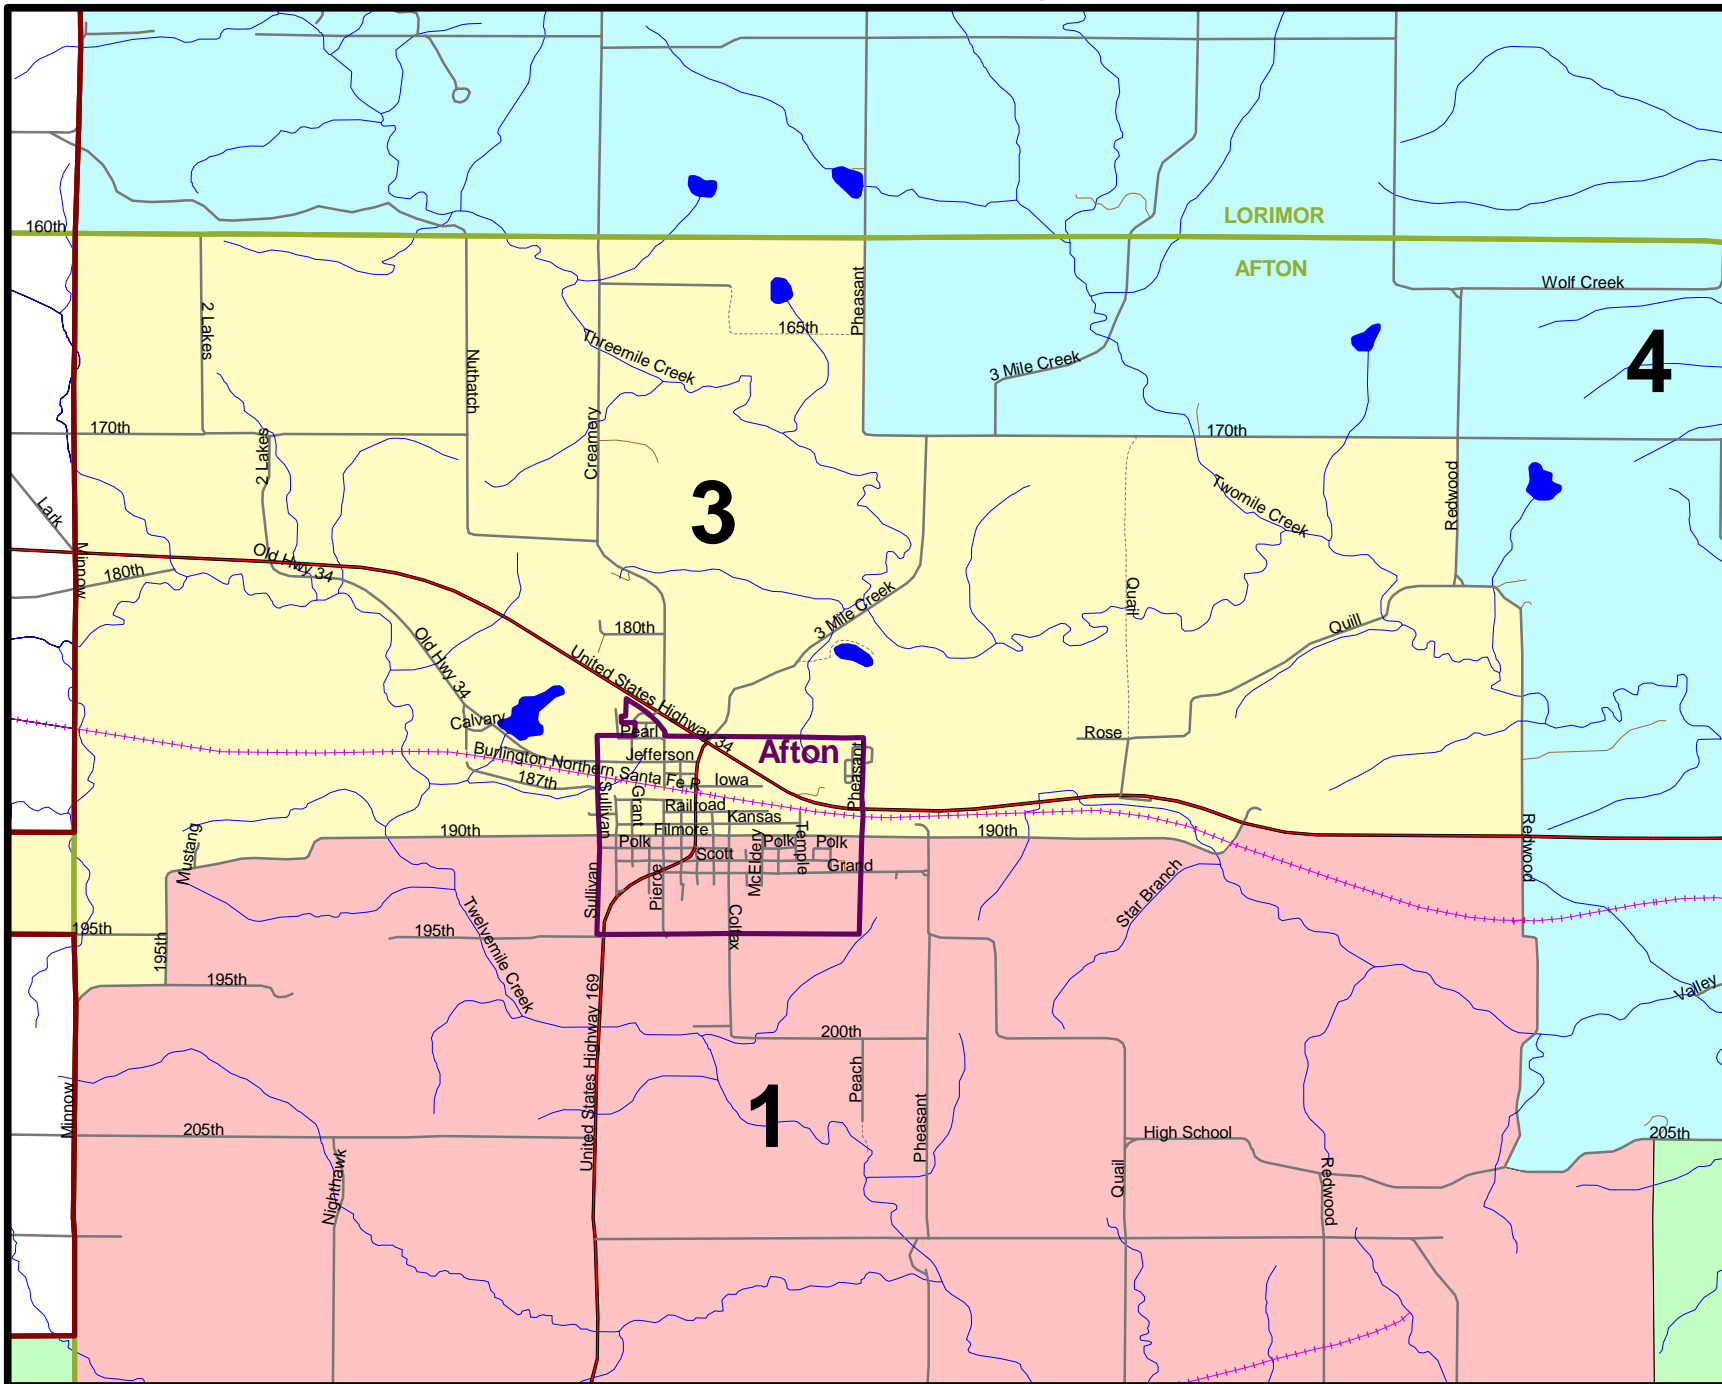 LORIMOR
160th
AFTON
Wolf Creek
Pheasant
2 Lakes
165th
Threemile Creek
4
Nuthatch
3 Mile Creek
Creamery
170th
170th
2 Lakes
Redwood
3
Twomile Creek
Lark
Old Hwy 34
Minnow
180th
Quail
3 Mile Creek
Quill
180th
Old Hwy 34
United States Highway 34
Calvary
Pearl
Rose
Afton
Jefferson
Burlington Northern Santa Fe R
Pheasant
187th
Iowa
Sullivan
Grant
Railroad
Kansas
190th
Filmore
190th
Redwood
Mustang
Polk
Temple
Polk
Polk
Scott
McElderry
Grand
Pierce
Sullivan
Star Branch
Twelvemile Creek
Colfax
195th
195th
195th
195th
Valley
United States Highway 169
200th
Peach
Minnow
1
Pheasant
205th
High School
205th
Nighthawk
Quail
Redwood